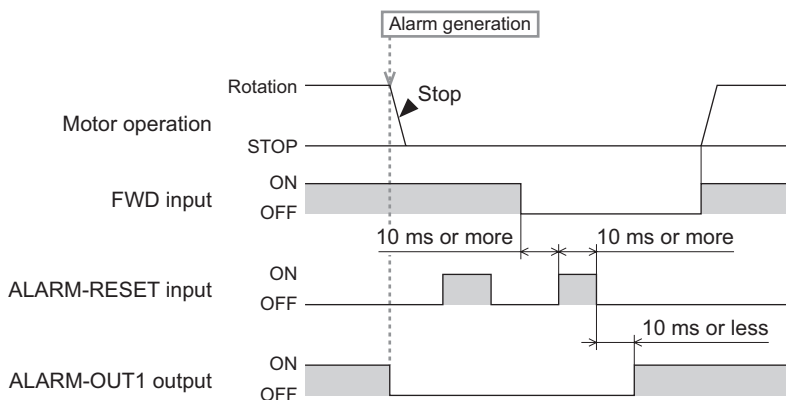 Alarm generation
Rotation
Stop
Motor operation
STOP
ON
FWD input
OFF
10 ms or more
10 ms or more
ON
ALARM-RESET input
OFF
10 ms or less
ON
ALARM-OUT1 output
OFF